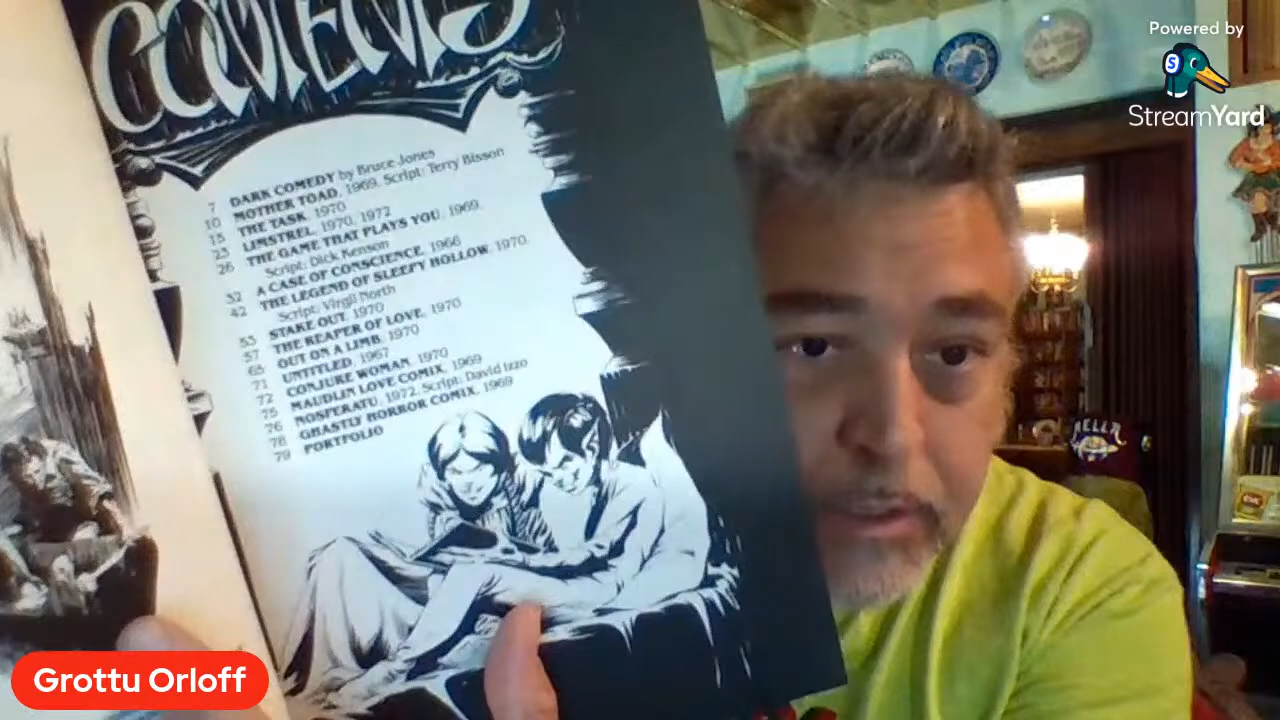 CONTENTS
7 DARK COMEDY by Bruce Jones
10 MOTHER TOAD, 1969. Script: Terry Bisson
15 THE TASK, 1970
23 LIMSTREL, 1970, 1972
26 THE GAME THAT PLAYS YOU, 1969.
Script: Dick Kenson
32 A CASE OF CONSCIENCE, 1966
42 THE LEGEND OF SLEEPY HOLLOW, 1970.
Script: Virgil North
53 STAKE OUT, 1970
57 THE REAPER OF LOVE, 1970
65 OUT ON A LIMB, 1970
71 UNTITLED, 1967
72 CONJURE WOMAN, 1970
75 MAUDLIN LOVE COMIX, 1969
76 NOSFERATU, 1972. Script: David Izzo
78 GHASTLY HORROR COMIX, 1969
79 PORTFOLIO
Powered by
S
StreamYard
Grottu Orloff